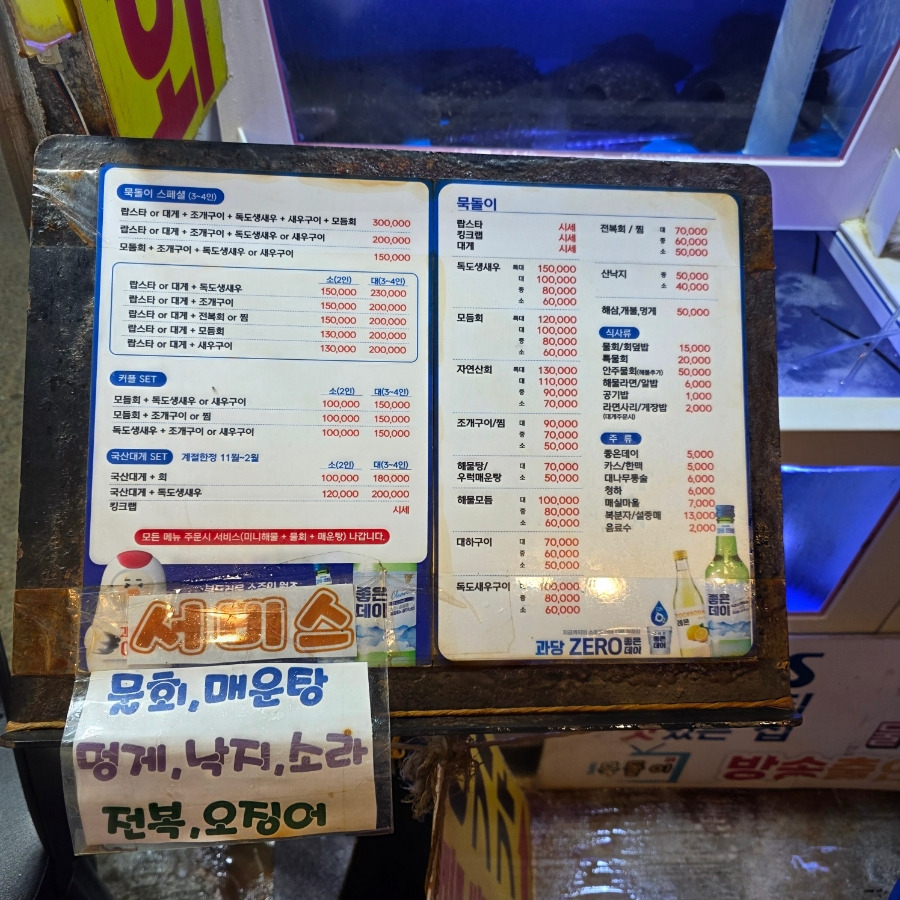 묵돌이 스페셜 (3~4인)
랍스타 or 대게 + 조개구이 + 독도생새우 + 새우구이 + 모듬회 300,000
랍스타 or 대게 + 조개구이 + 독도생새우 or 새우구이 200,000
모듬회 + 조개구이 + 독도생새우 or 새우구이 150,000
소(2인) 대(3~4인)
랍스타 or 대게 + 독도생새우 150,000 230,000
랍스타 or 대게 + 조개구이 150,000 200,000
랍스타 or 대게 + 전복회 or 찜 150,000 200,000
랍스타 or 대게 + 모듬회 130,000 200,000
랍스타 or 대게 + 새우구이 130,000 200,000
커플 SET
소(2인) 대(3~4인)
모듬회 + 독도생새우 or 새우구이 100,000 150,000
모듬회 + 조개구이 or 찜 100,000 150,000
독도생새우 + 조개구이 or 새우구이 100,000 150,000
국산대게 SET 계절한정 11월~2월
소(2인) 대(3~4인)
국산대게 + 회 100,000 180,000
국산대게 + 독도생새우 120,000 200,000
킹크랩 시세
모든 메뉴 주문시 서비스(미니해물 + 물회 + 매운탕) 나갑니다.
서비스
물회,매운탕
멍게,낙지,소라
전복,오징어
좋은
데이
묵돌이
랍스타 시세
킹크랩 시세
대게 시세
독도생새우 특대 150,000
대 100,000
중 80,000
소 60,000
모듬회 특대 120,000
대 100,000
중 80,000
소 60,000
자연산회 특대 130,000
대 110,000
중 90,000
소 70,000
조개구이/찜 대 90,000
중 70,000
소 50,000
해물탕/ 대 70,000
우럭매운탕 소 50,000
해물모듬 대 100,000
중 80,000
소 60,000
대하구이 대 70,000
중 60,000
소 50,000
독도새우구이 대 100,000
중 80,000
소 60,000
전복회 / 찜 대 70,000
중 60,000
소 50,000
산낙지 중 50,000
소 40,000
해삼,개불,멍게 50,000
식사류
물회/회덮밥 15,000
특물회 20,000
안주물회(해물추가) 50,000
해물라면/알밥 6,000
공기밥 1,000
라면사리/게장밥 2,000
(대게주문시)
주 류
좋은데이 5,000
카스/한맥 5,000
대나무통술 6,000
청하 6,000
매실마을 7,000
복분자/설중매 13,000
음료수 2,000
과당 ZERO 좋은데이
좋은
데이
방송출연